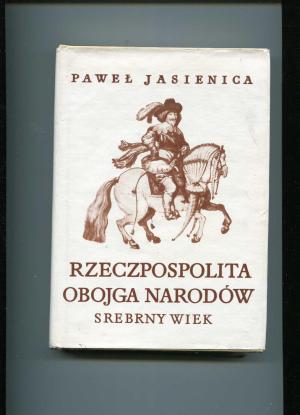 PAWEŁ JASIENICA
RZECZPOSPOLITA
OBOJGA NARODÓW
SREBRNY WIEK